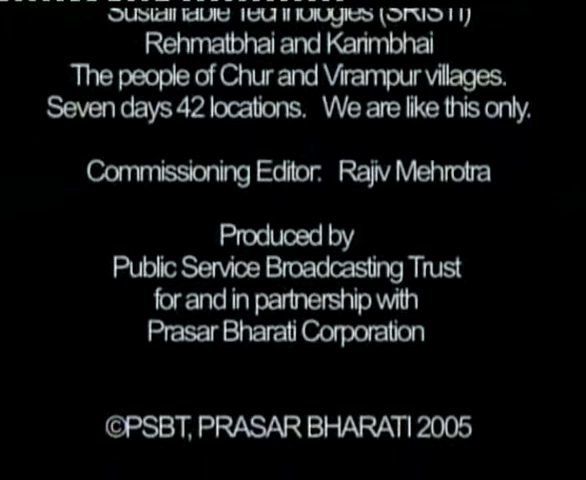 Sustainable Technologies (SRISTI)
Rehmatbhai and Karimbhai
The people of Chur and Virampur villages.
Seven days 42 locations. We are like this only.
Commissioning Editor: Rajiv Mehrotra
Produced by
Public Service Broadcasting Trust
for and in partnership with
Prasar Bharati Corporation
©PSBT, PRASAR BHARATI 2005